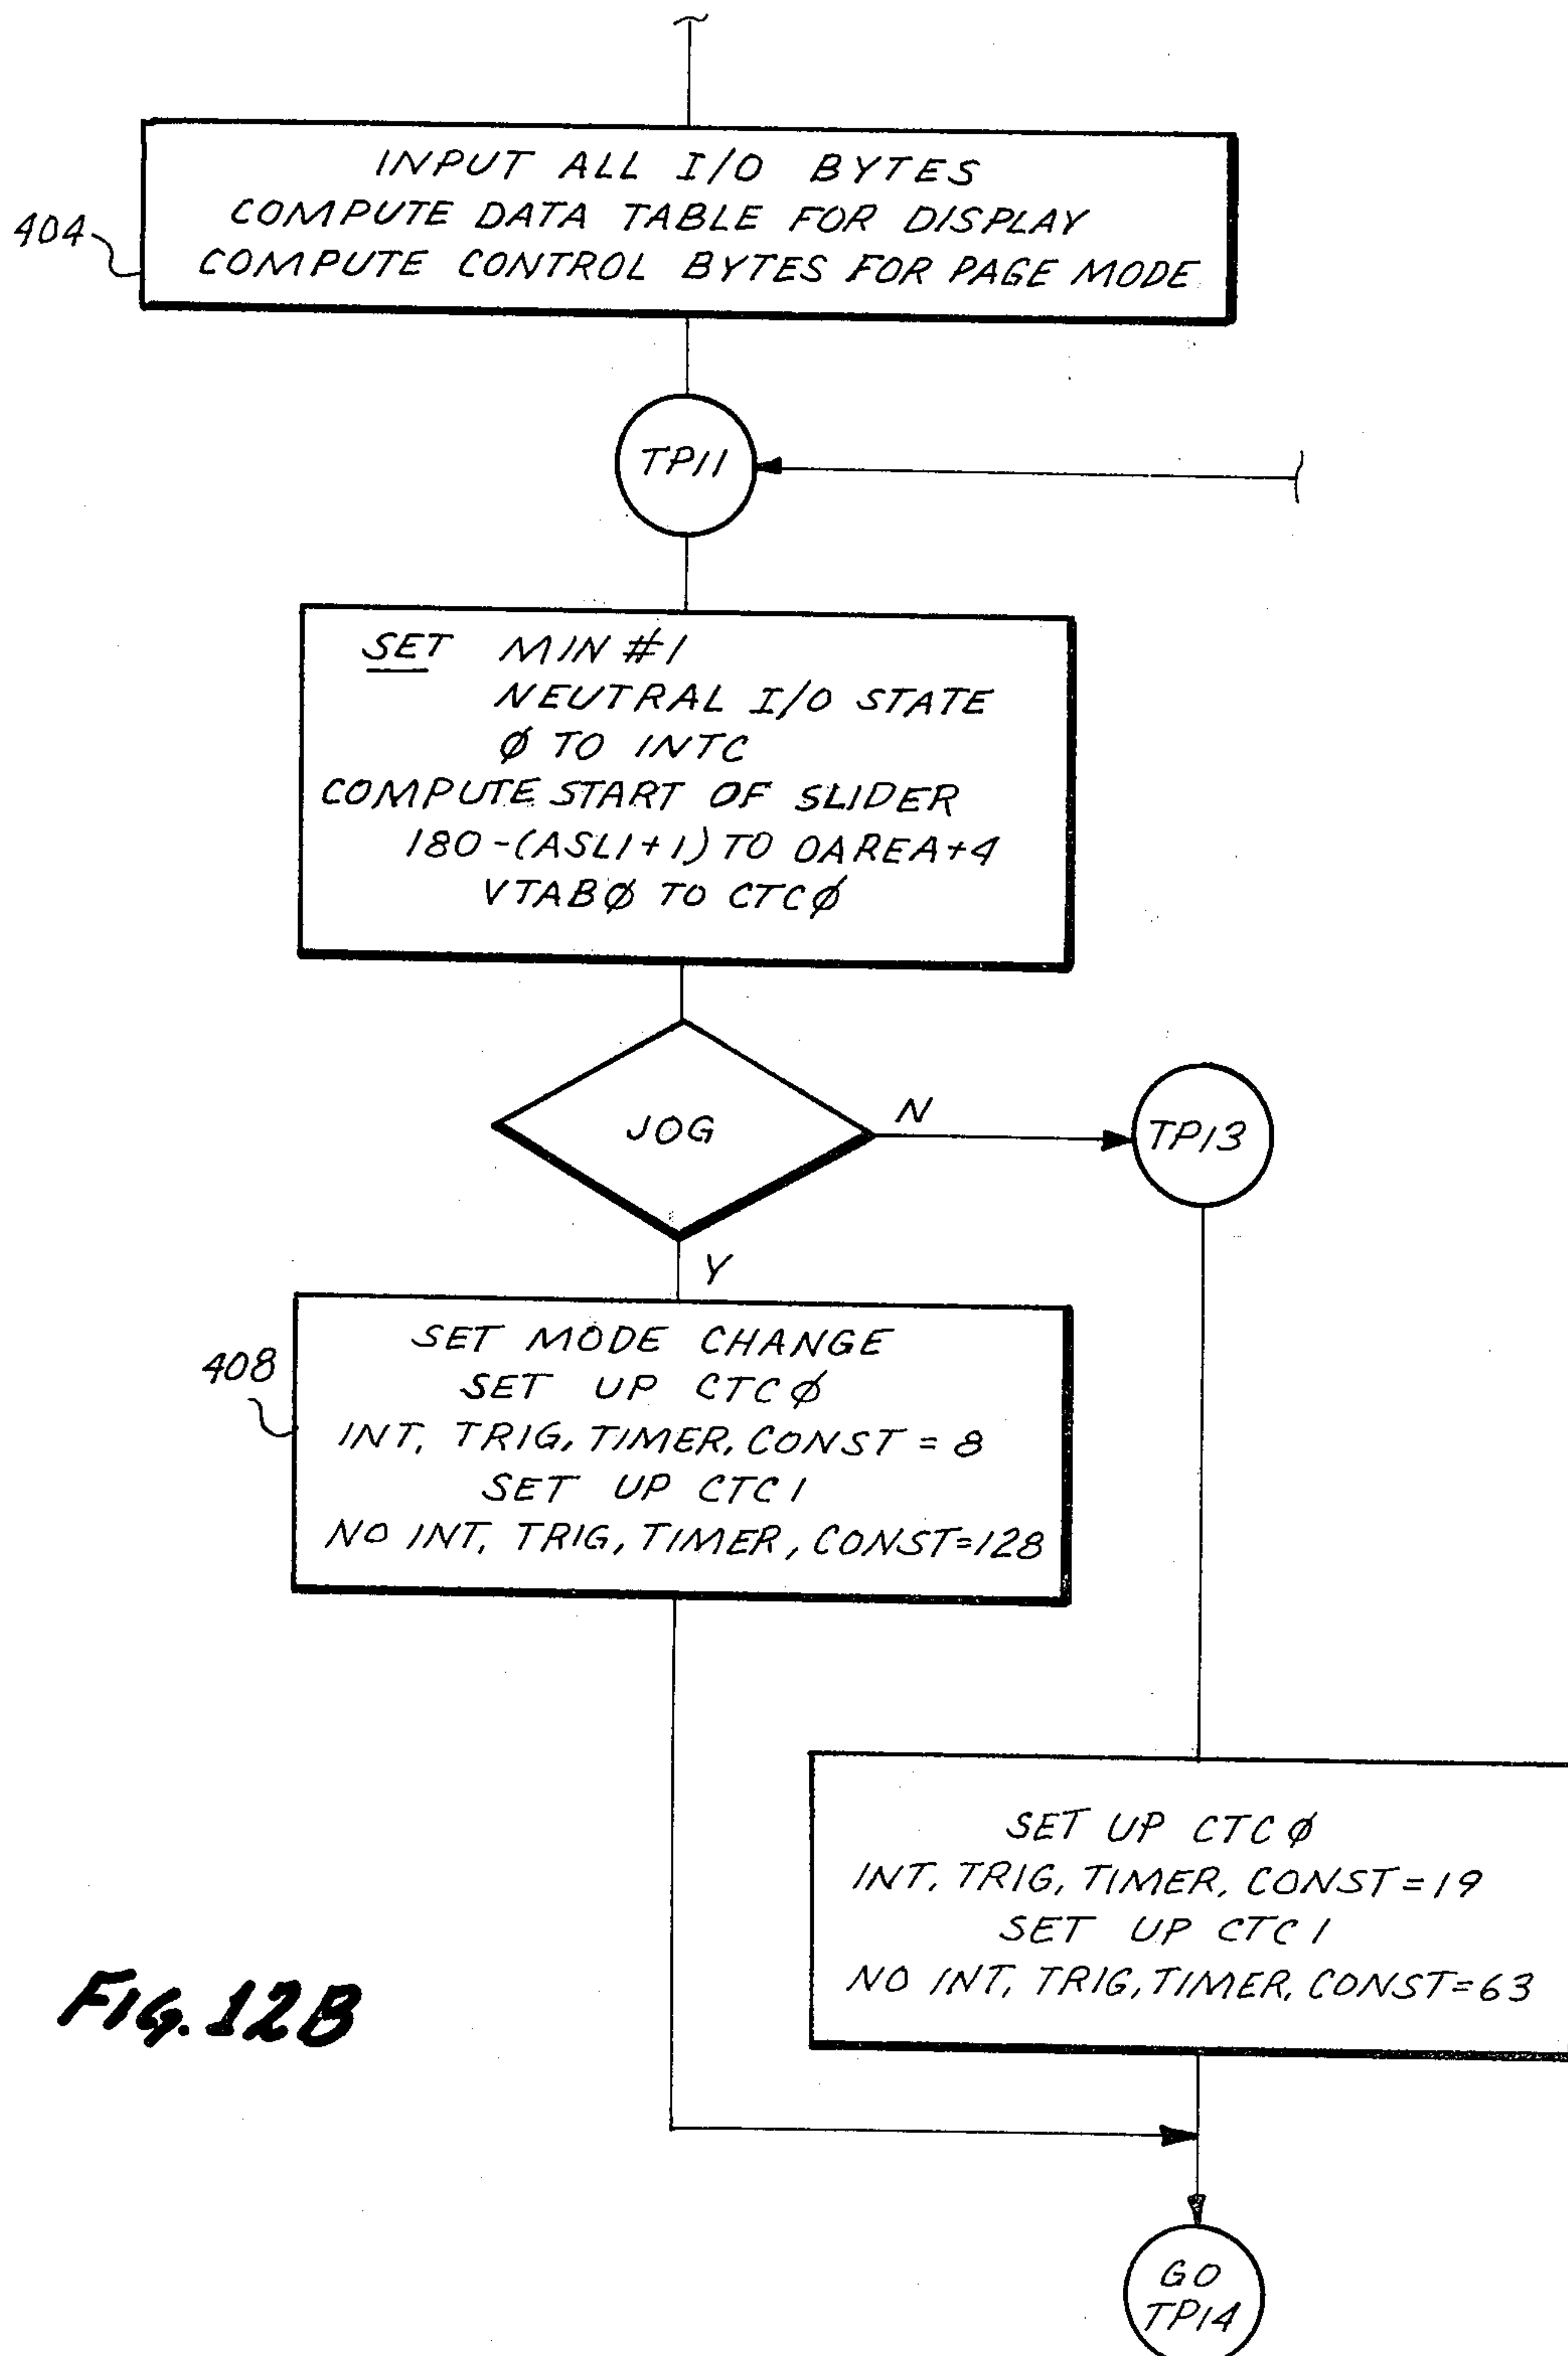 INPUT ALL I/O BYTES
COMPUTE DATA TABLE FOR DISPLAY
404
COMPUTE CONTROL BYTES FOR PAGE MODE
TP11
SET MIN #1
NEUTRAL I/O STATE
Ø TO INTC
COMPUTE START OF SLIDER
180-(ASL1+1) TO OAREA+4
VTABØ TO CTCØ
JOG
N
TP13
Y
SET MODE CHANGE
408
SET UP CTCØ
INT, TRIG, TIMER, CONST = 8
SET UP CTC1
NO INT, TRIG, TIMER, CONST=128
SET UP CTCØ
INT, TRIG, TIMER, CONST=19
SET UP CTC1
NO INT, TRIG, TIMER, CONST=63
FIG. 12B
GO
TP14